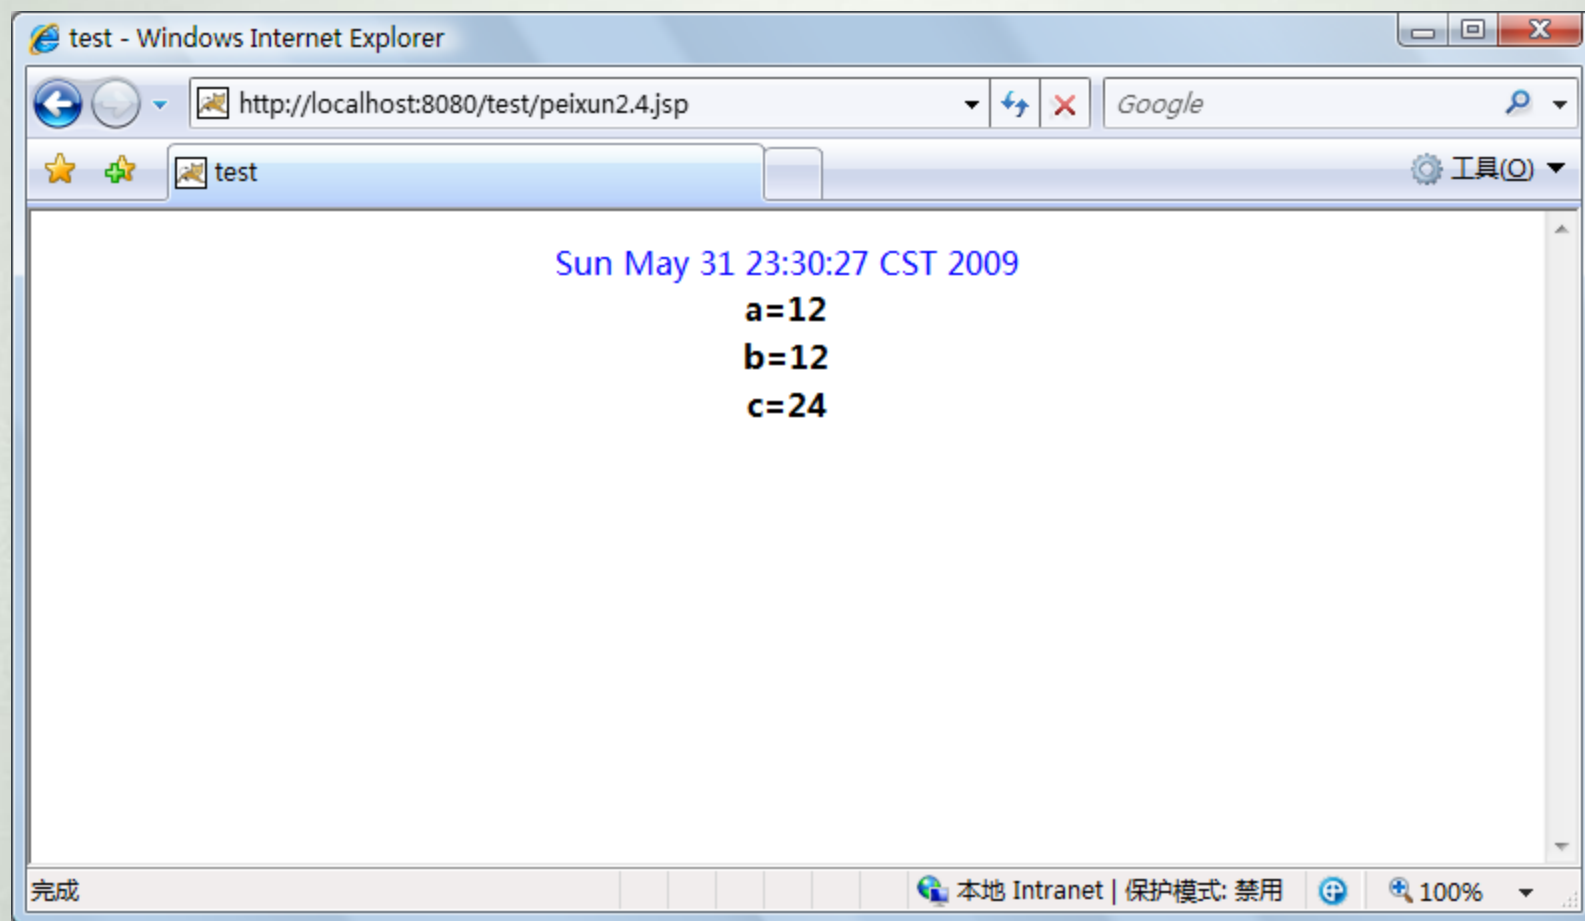 test - Windows Internet Explorer
http://localhost:8080/test/peixun2.4.jsp
Google
test
工具(O)
Sun May 31 23:30:27 CST 2009
a=12
b=12
c=24
完成
本地 Intranet | 保护模式: 禁用
100%